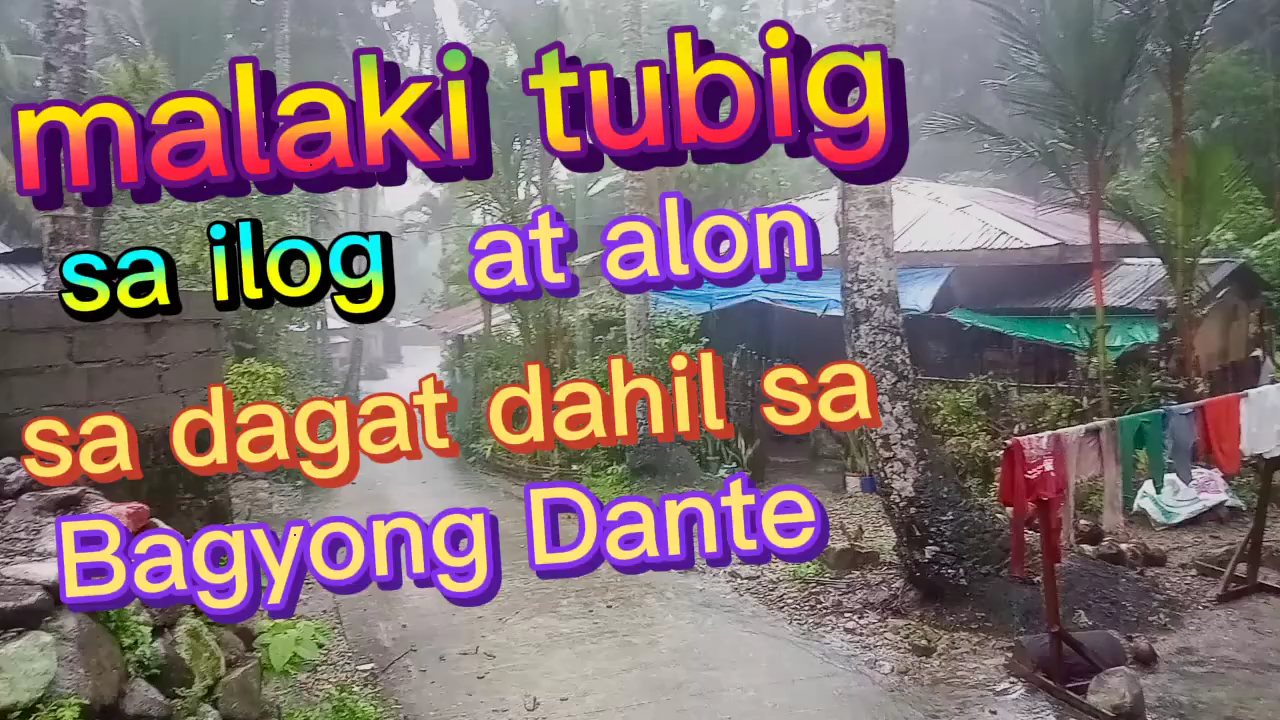 malaki tubig
sa ilog at alon
sa dagat dahil sa
Bagyong Dante